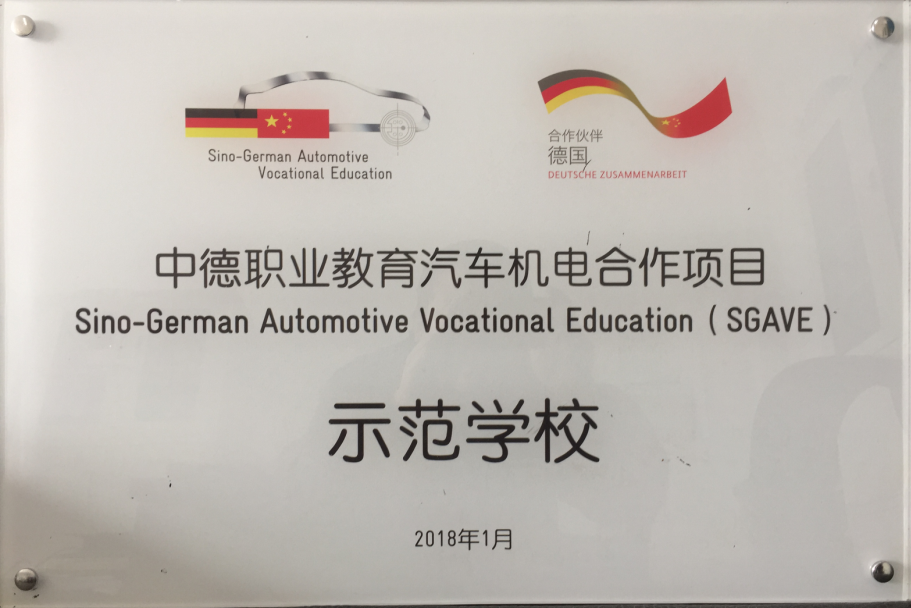 Sino-German Automotive
Vocational Education
合作伙伴
德国
DEUTSCHE ZUSAMMENARBEIT
中德职业教育汽车机电合作项目
Sino-German Automotive Vocational Education（SGAVE）
示范学校
2018年1月